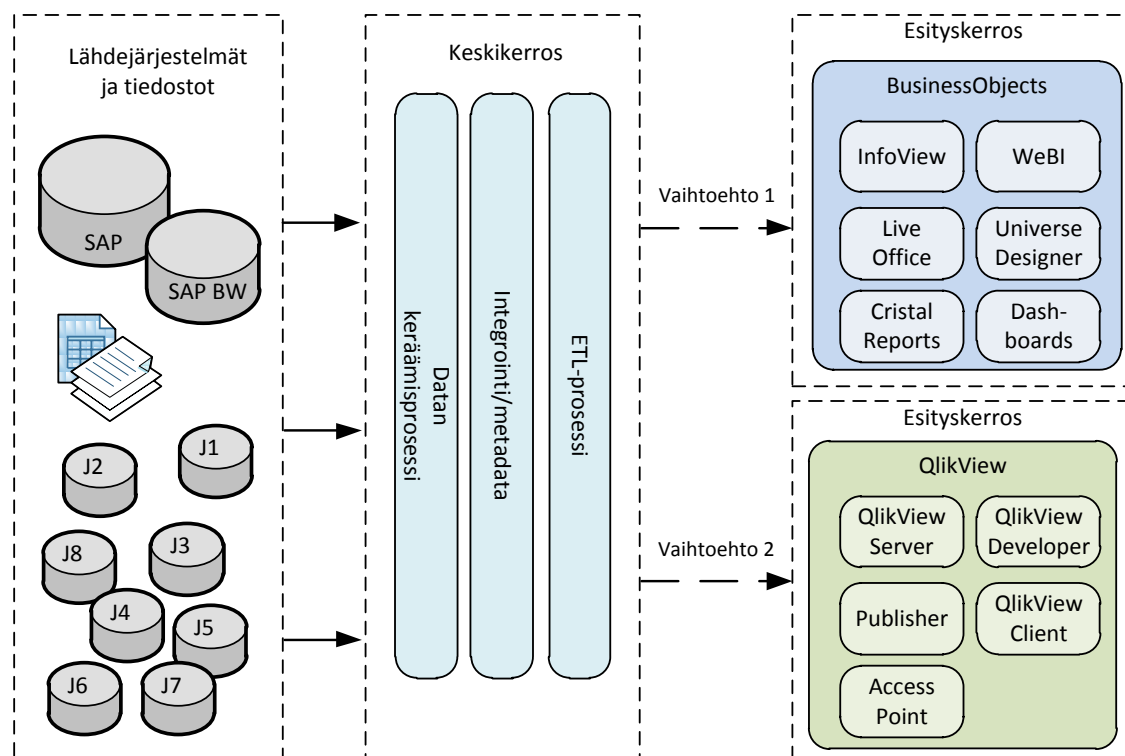 Lähdejärjestelmät
ja tiedostot
SAP
SAP BW
J1
J2
J3
J8
J4
J5
J6
J7
Keskikerros
Datan
keräämisprosessi
Integrointi/metadata
ETL-prosessi
Vaihtoehto 1
Vaihtoehto 2
Esityskerros
BusinessObjects
InfoView
WeBI
Live
Office
Universe
Designer
Cristal
Reports
Dash-
boards
Esityskerros
QlikView
QlikView
Server
QlikView
Developer
Publisher
QlikView
Client
Access
Point